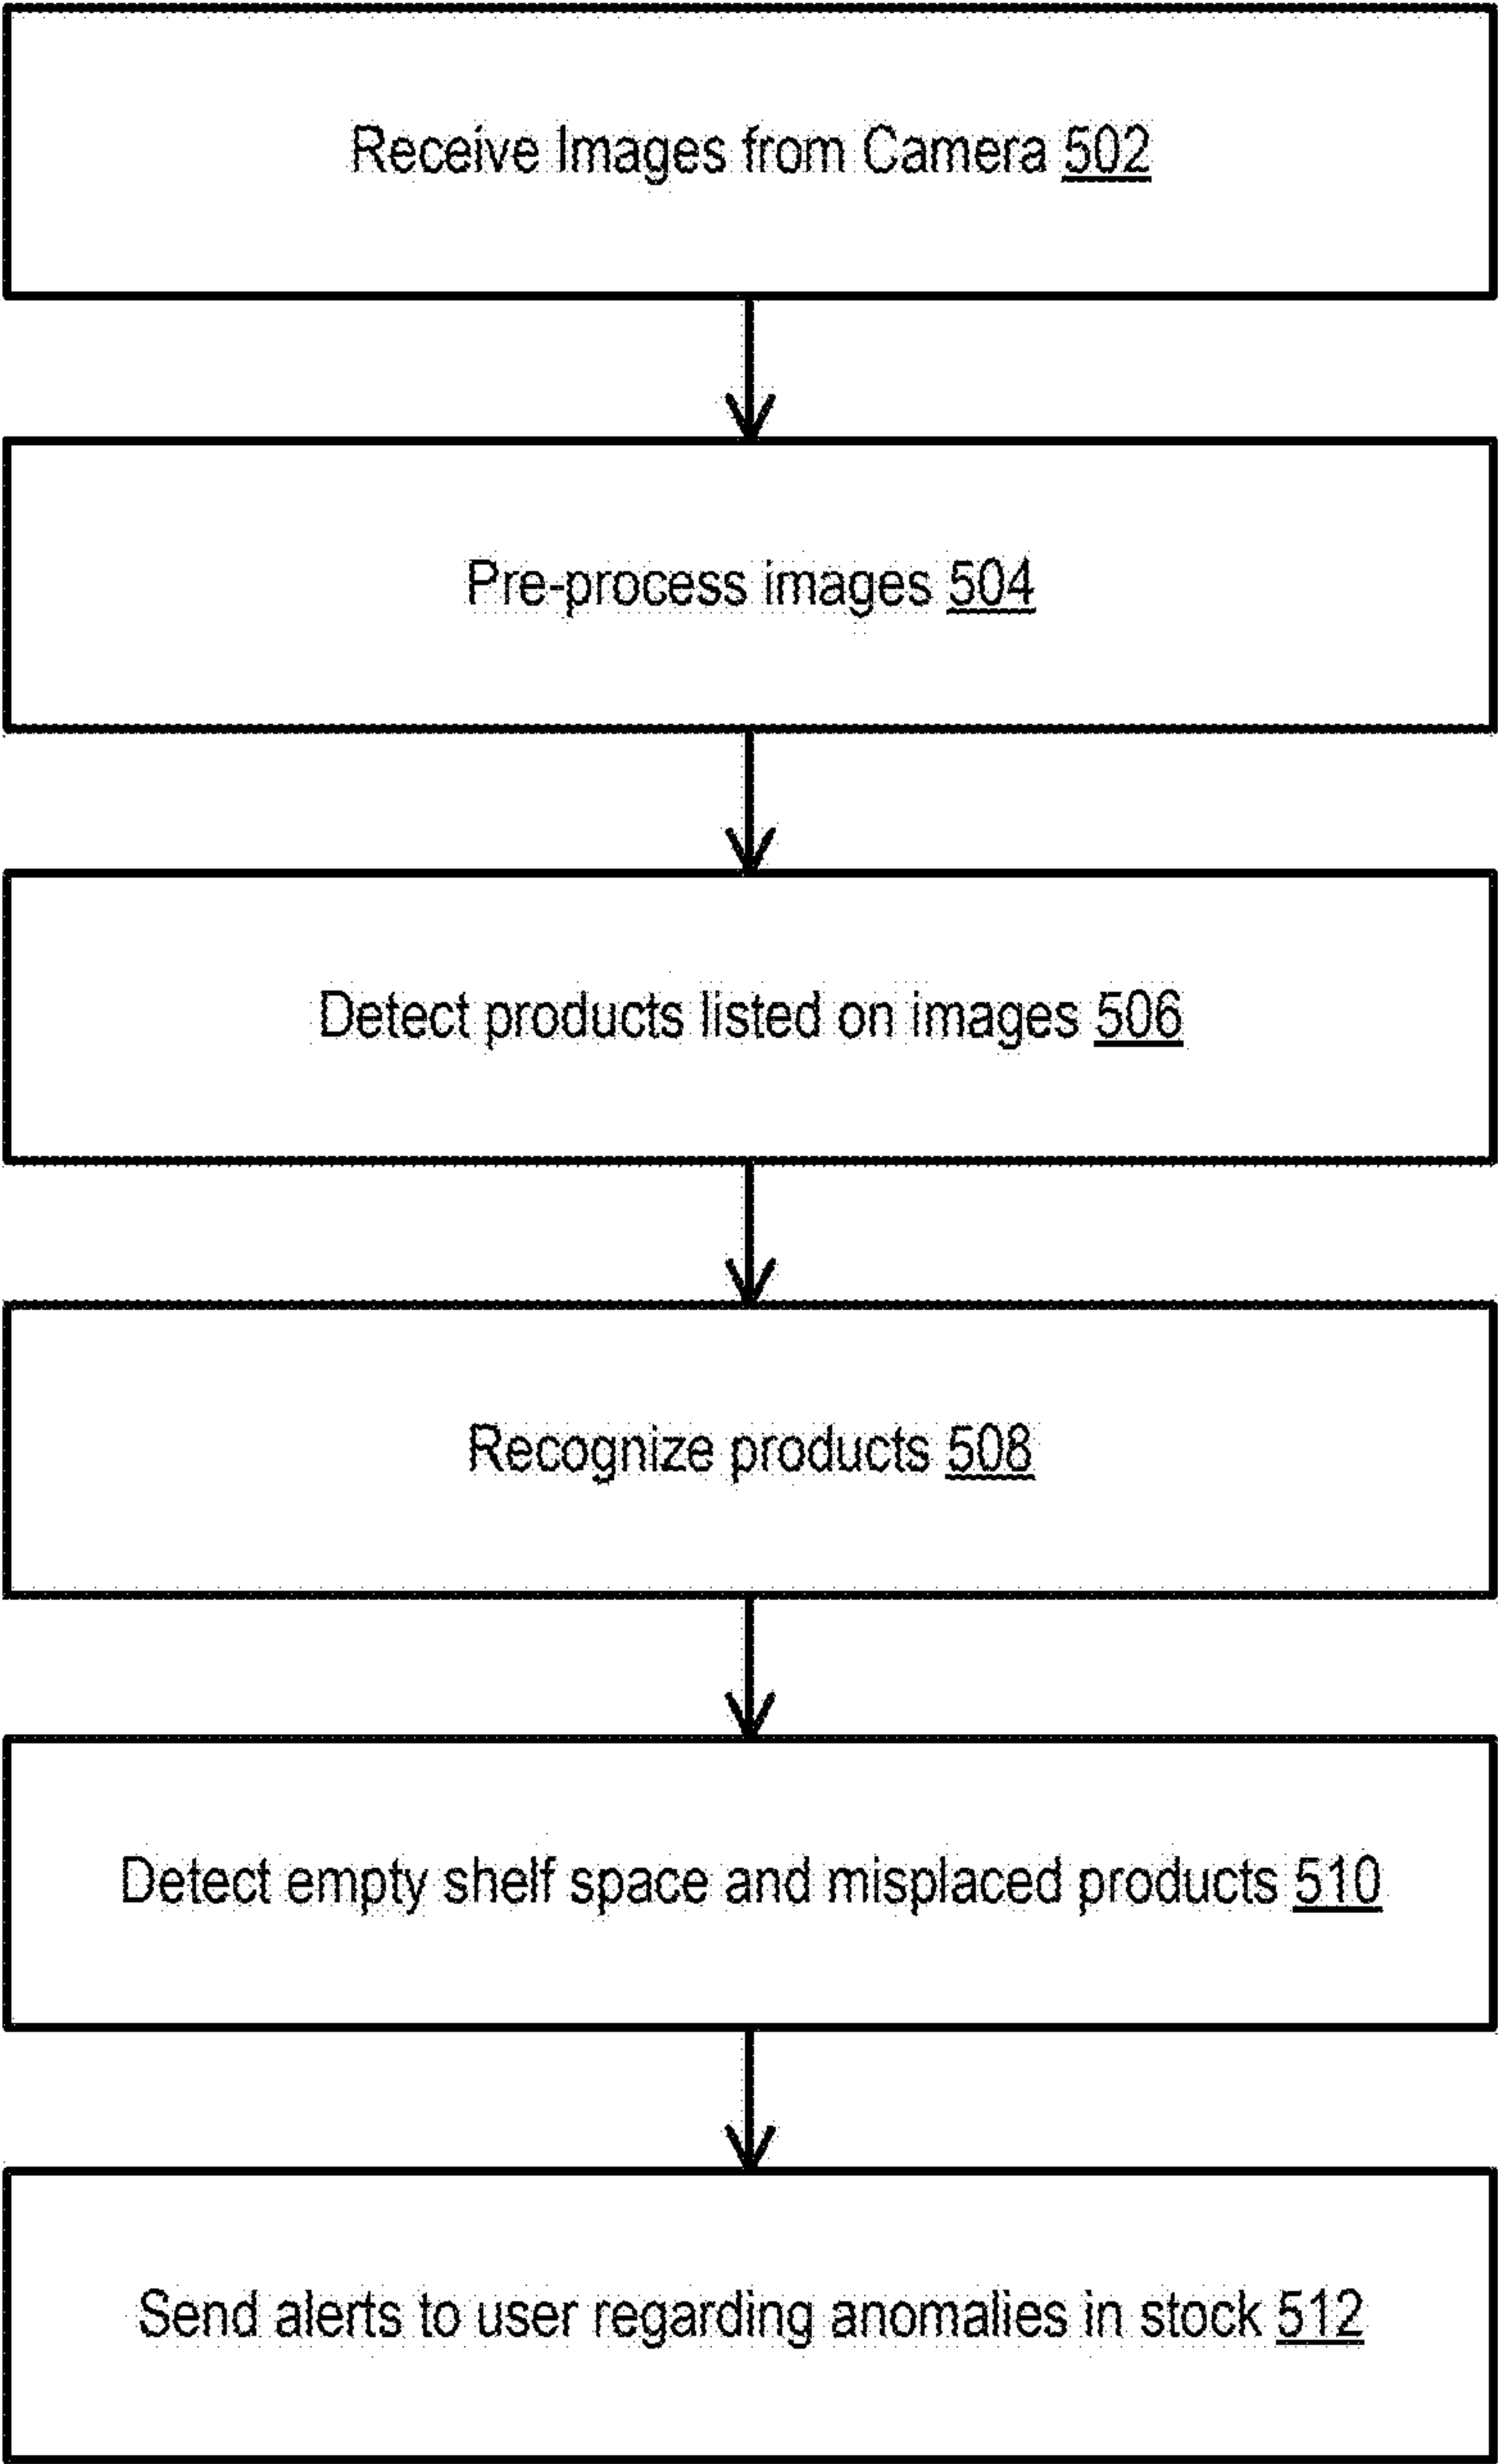 Receive Images from Camera 502
Pre-process images 504
Detect products listed on images 506
Recognize products 508
Detect empty shelf space and misplaced products 510
Send alerts to user regarding anomalies in stock 512